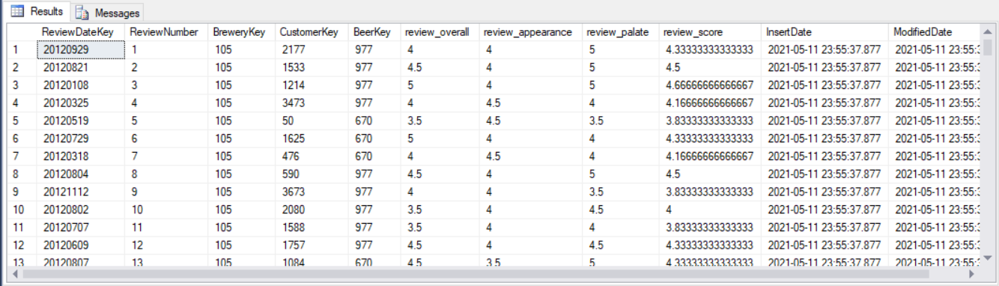 Results Messages
ReviewDateKey ReviewNumber BreweryKey CustomerKey BeerKey review_overall review_appearance review_palate review_score InsertDate ModifiedDate
1 20120929 1 105 2177 977 4 4 5 4.33333333333333 2021-05-11 23:55:37.877 2021-05-11 23:55:3
2 20120821 2 105 1533 977 4.5 4 5 4.5 2021-05-11 23:55:37.877 2021-05-11 23:55:3
3 20120108 3 105 1214 977 5 4 5 4.66666666666667 2021-05-11 23:55:37.877 2021-05-11 23:55:3
4 20120325 4 105 3473 977 4 4.5 4 4.16666666666667 2021-05-11 23:55:37.877 2021-05-11 23:55:3
5 20120519 5 105 50 670 3.5 4.5 3.5 3.83333333333333 2021-05-11 23:55:37.877 2021-05-11 23:55:3
6 20120729 6 105 1625 670 5 4 4 4.33333333333333 2021-05-11 23:55:37.877 2021-05-11 23:55:3
7 20120318 7 105 476 670 4 4.5 4 4.16666666666667 2021-05-11 23:55:37.877 2021-05-11 23:55:3
8 20120804 8 105 590 977 4.5 4 5 4.5 2021-05-11 23:55:37.877 2021-05-11 23:55:3
9 20121112 9 105 3673 977 4 4 3.5 3.83333333333333 2021-05-11 23:55:37.877 2021-05-11 23:55:3
10 20120802 10 105 2080 977 3.5 4 4.5 4 2021-05-11 23:55:37.877 2021-05-11 23:55:3
11 20120707 11 105 1588 977 3.5 4 4 3.83333333333333 2021-05-11 23:55:37.877 2021-05-11 23:55:3
12 20120609 12 105 1757 977 4.5 4 4.5 4.33333333333333 2021-05-11 23:55:37.877 2021-05-11 23:55:3
13 20120807 13 105 1084 670 4.5 3.5 5 4.33333333333333 2021-05-11 23:55:37.877 2021-05-11 23:55:3